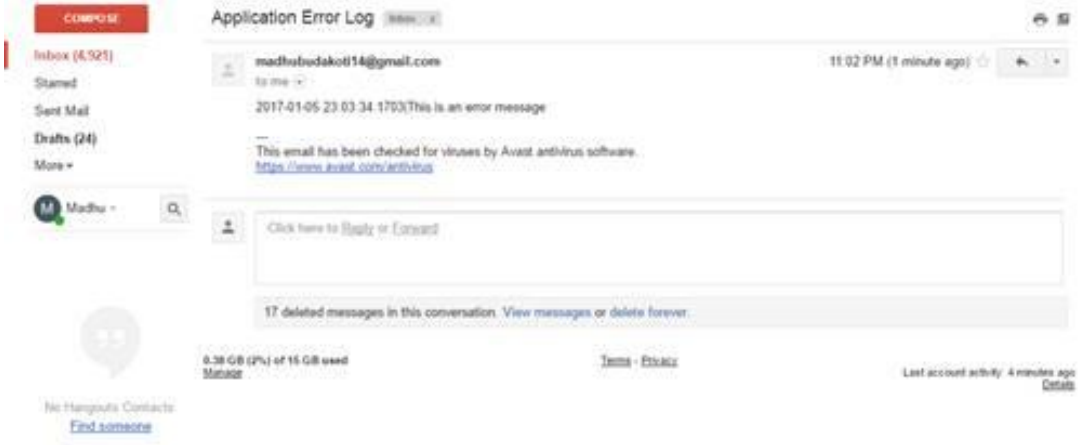 COMPOSE
Inbox (4,921)
Starred
Sent Mail
Drafts (24)
More
Madhu
No Hangouts Contacts
Find someone
Application Error Log Inbox x
madhubudakoti14@gmail.com
to me
11:02 PM (1 minute ago)
2017-01-05 23:03:34.1703(This is an error message
—
This email has been checked for viruses by Avast antivirus software.
https://www.avast.com/antivirus
Click here to Reply or Forward
17 deleted messages in this conversation. View messages or delete forever.
0.38 GB (2%) of 15 GB used
Manage
Terms - Privacy
Last account activity: 4 minutes ago
Details